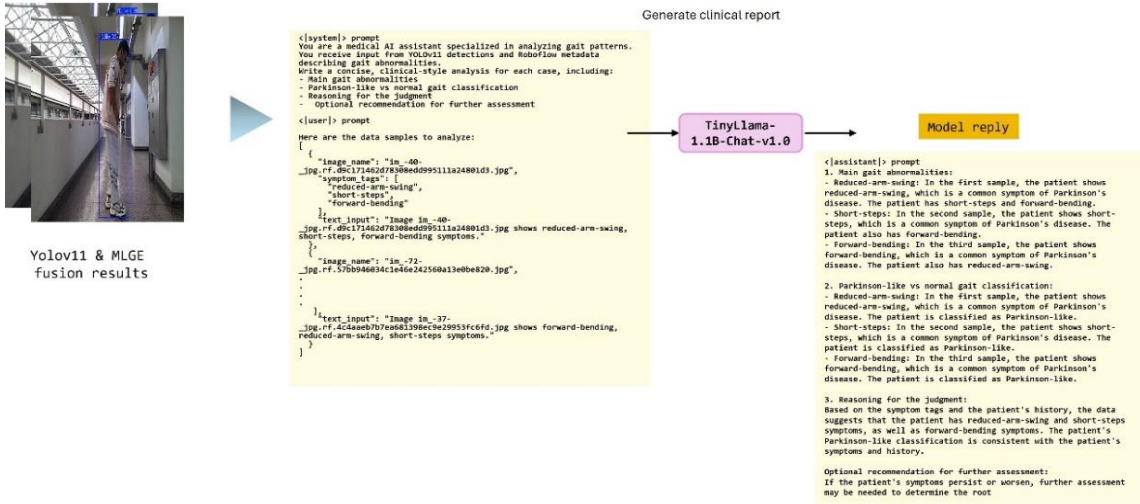 Generate clinical report
Yolov11 & MLGE
fusion results
<|system|> prompt
You are a medical AI assistant specialized in analyzing gait patterns.
You receive input from YOLOv11 detections and Roboflow metadata
describing gait abnormalities.
Write a concise, clinical-style analysis for each case, including:
- Main gait abnormalities
- Parkinson-like vs normal gait classification
- Reasoning for the judgment
- Optional recommendation for further assessment
<|user|> prompt
Here are the data samples to analyze:
[
{
"image_name": "im_-40-
_jpg.rf.d9c171462d78308edd995111a24801d3.jpg",
"symptom_tags": [
"reduced-arm-swing",
"short-steps",
"forward-bending"
],
"text_input": "Image im_-40-
_jpg.rf.d9c171462d78308edd995111a24801d3.jpg shows reduced-arm-swing,
short-steps, forward-bending symptoms."
},
{
"image_name": "im_-72-
_jpg.rf.57bb946034c1e46e242560a13e0be820.jpg",
.
.
.
.
],
"text_input": "Image im_-37-
_jpg.rf.4c4aaeb7b7ea681398ec9e29953fc6fd.jpg shows forward-bending,
reduced-arm-swing, short-steps symptoms."
}
]
TinyLlama-
1.1B-Chat-v1.0
Model reply
<|assistant|> prompt
1. Main gait abnormalities:
- Reduced-arm-swing: In the first sample, the patient shows
reduced-arm-swing, which is a common symptom of Parkinson's
disease. The patient has short-steps and forward-bending.
- Short-steps: In the second sample, the patient shows short-
steps, which is a common symptom of Parkinson's disease. The
patient also has forward-bending.
- Forward-bending: In the third sample, the patient shows
forward-bending, which is a common symptom of Parkinson's
disease. The patient also has reduced-arm-swing.
2. Parkinson-like vs normal gait classification:
- Reduced-arm-swing: In the first sample, the patient shows
reduced-arm-swing, which is a common symptom of Parkinson's
disease. The patient is classified as Parkinson-like.
- Short-steps: In the second sample, the patient shows short-
steps, which is a common symptom of Parkinson's disease. The
patient is classified as Parkinson-like.
- Forward-bending: In the third sample, the patient shows
forward-bending, which is a common symptom of Parkinson's
disease. The patient is classified as Parkinson-like.
3. Reasoning for the judgment:
Based on the symptom tags and the patient's history, the data
suggests that the patient has reduced-arm-swing and short-steps
symptoms, as well as forward-bending symptoms. The patient's
Parkinson-like classification is consistent with the patient's
symptoms and history.
Optional recommendation for further assessment:
If the patient's symptoms persist or worsen, further assessment
may be needed to determine the root